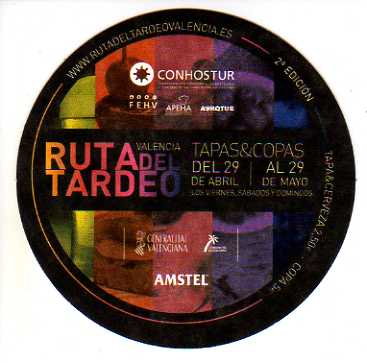 WWW.RUTADELTARDEOVALENCIA.ES
2ª EDICIÓN
CONHOSTUR
FEHV APEHA
VALENCIA
RUTA DEL TARDEO
TAPAS&COPAS
DEL 29 DE ABRIL
AL 29 DE MAYO
LOS VIERNES, SÁBADOS Y DOMINGOS
TAPA&CERVEZA 2,50€
COPA 5€
GENERALITAT VALENCIANA
AMSTEL